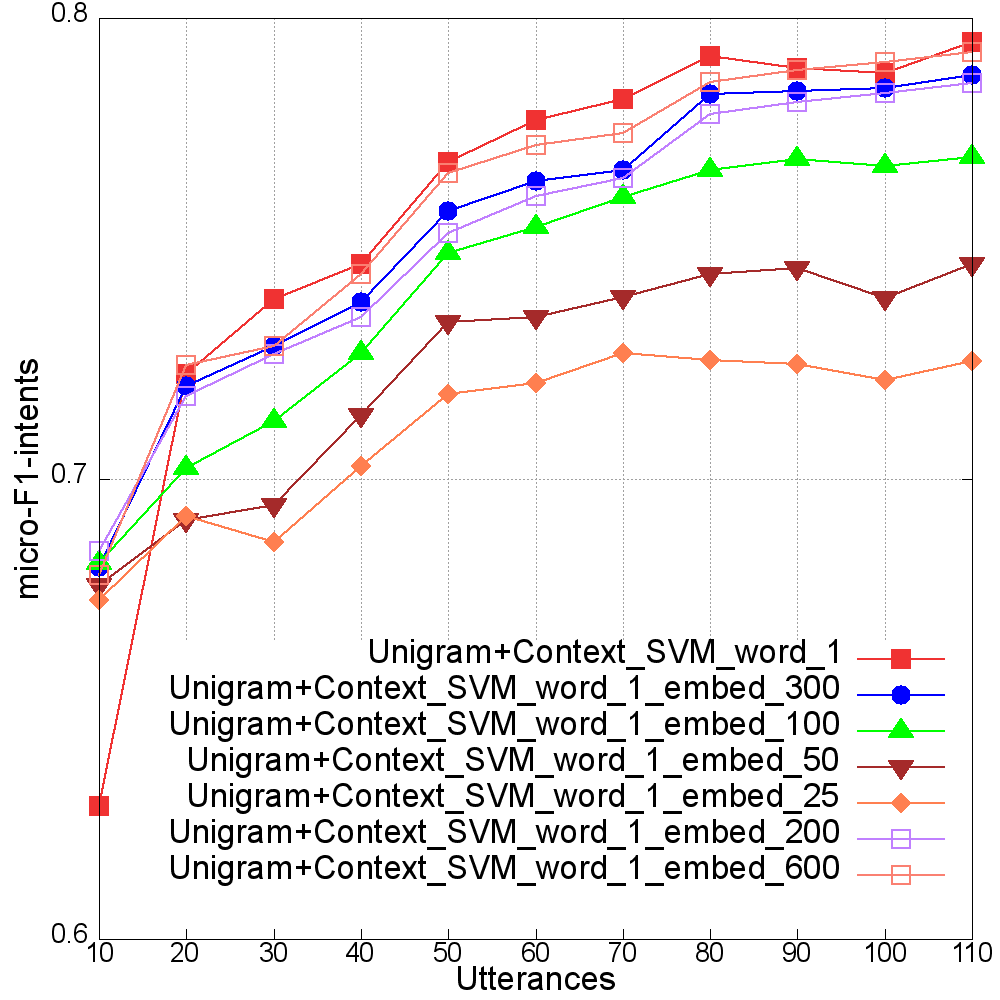 0.8
0.7
0.6
micro-F1-intents
Unigram+Context_SVM_word_1
Unigram+Context_SVM_word_1_embed_300
Unigram+Context_SVM_word_1_embed_100
Unigram+Context_SVM_word_1_embed_50
Unigram+Context_SVM_word_1_embed_25
Unigram+Context_SVM_word_1_embed_200
Unigram+Context_SVM_word_1_embed_600
10 20 30 40 50 60 70 80 90 100 110
Utterances